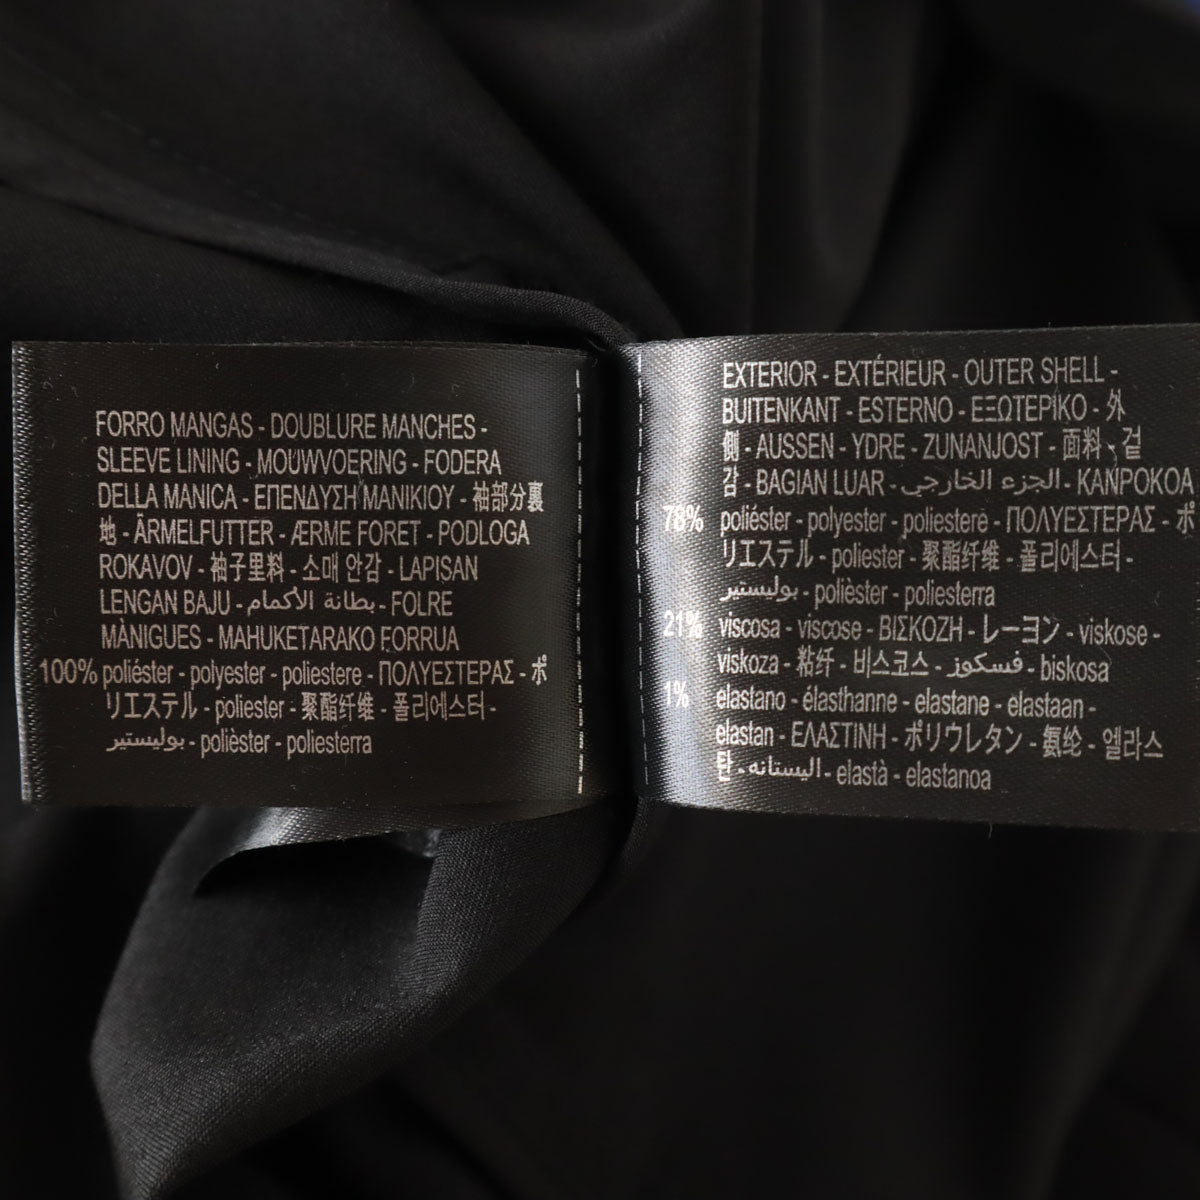 FORRO MANGAS - DOUBLURE MANCHES -
SLEEVE LINING - MOUWVOERING - FODERA
DELLA MANICA - ΕΠΕΝΔΥΣΗ ΜΑΝΙΚΙΟΥ - 袖部分裏
地 - ÄRMELFUTTER - ÆRME FORET - PODLOGA
ROKAVOV - 袖子里料 - 소매 안감 - LAPISAN
LENGAN BAJU - بطانة الأكمام - FOLRE
MÀNIGUES - MAHUKETARAKO FORRUA
100% poliéster - polyester - poliestere - ΠΟΛΥΕΣΤΕΡΑΣ - ポ
リエステル - poliester - 聚酯纤维 - 폴리에스터 -
بوليستير - polièster - poliesterra
EXTERIOR - EXTÉRIEUR - OUTER SHELL -
BUITENKANT - ESTERNO - ΕΞΩΤΕΡΙΚΟ - 外
側 - AUSSEN - YDRE - ZUNANJOST - 面料 - 겉
감 - BAGIAN LUAR - الجزء الخارجي - KANPOKOA
78% poliéster - polyester - poliestere - ΠΟΛΥΕΣΤΕΡΑΣ - ポ
リエステル - poliester - 聚酯纤维 - 폴리에스터 -
بوليستير - polièster - poliesterra
21% viscosa - viscose - ΒΙΣΚΟΖΗ - レーヨン - viskose -
viskoza - 粘纤 - 비스코스 - فسكوز - biskosa
1% elastano - élasthanne - elastane - elastaan -
elastan - ΕΛΑΣΤΙΝΗ - ポリウレタン - 氨纶 - 엘라스
탄 - اليستانه - elastà - elastanoa